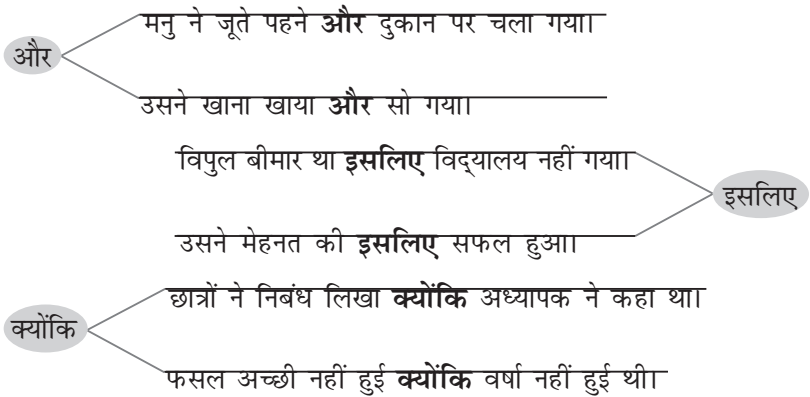 मनु ने जूते पहने और दुकान पर चला गया।
और
उसने खाना खाया और सो गया।
विपुल बीमार था इसलिए विद्‌यालय नहीं गया।
इसलिए
उसने मेहनत की इसलिए सफल हुआ।
छात्रों ने निबंध लिखा क्योंकि अध्यापक ने कहा था।
क्योंकि
फसल अच्छी नहीं हुई क्योंकि वर्षा नहीं हुई थी।